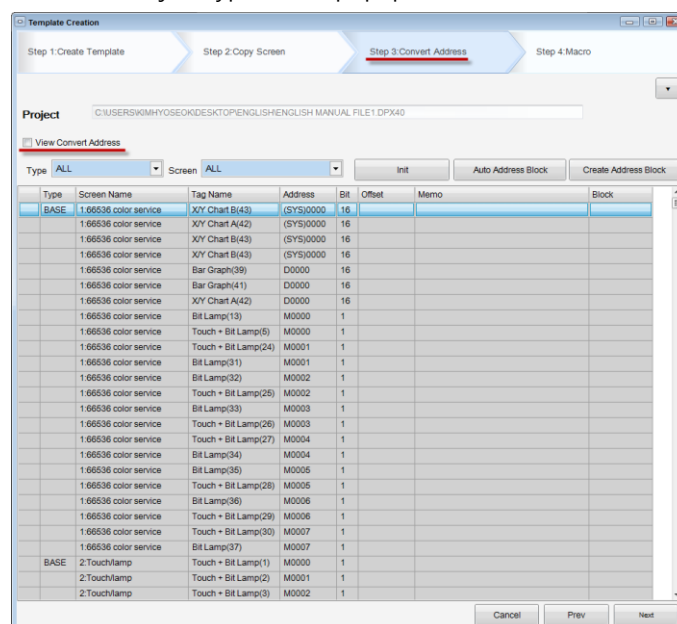 Template Creation
Step 1:Create Template Step 2:Copy Screen Step 3:Convert Address Step 4:Macro
Project C:\USERS\KIMHYOSEOK\DESKTOP\ENGLISH\ENGLISH MANUAL FILE1.DPX40
View Convert Address
Type ALL Screen ALL Init Auto Address Block Create Address Block
Type Screen Name Tag Name Address Bit Offset Memo Block
BASE 1:66536 color service X/Y Chart B(43) (SYS)0000 16
1:66536 color service X/Y Chart A(42) (SYS)0000 16
1:66536 color service X/Y Chart B(43) (SYS)0000 16
1:66536 color service X/Y Chart B(43) (SYS)0000 16
1:66536 color service Bar Graph(39) D0000 16
1:66536 color service Bar Graph(41) D0000 16
1:66536 color service X/Y Chart A(42) D0000 16
1:66536 color service Bit Lamp(13) M0000 1
1:66536 color service Touch + Bit Lamp(5) M0000 1
1:66536 color service Touch + Bit Lamp(24) M0001 1
1:66536 color service Bit Lamp(31) M0001 1
1:66536 color service Bit Lamp(32) M0002 1
1:66536 color service Touch + Bit Lamp(25) M0002 1
1:66536 color service Bit Lamp(33) M0003 1
1:66536 color service Touch + Bit Lamp(26) M0003 1
1:66536 color service Touch + Bit Lamp(27) M0004 1
1:66536 color service Bit Lamp(34) M0004 1
1:66536 color service Bit Lamp(35) M0005 1
1:66536 color service Touch + Bit Lamp(28) M0005 1
1:66536 color service Bit Lamp(36) M0006 1
1:66536 color service Touch + Bit Lamp(29) M0006 1
1:66536 color service Touch + Bit Lamp(30) M0007 1
1:66536 color service Bit Lamp(37) M0007 1
BASE 2:Touch/lamp Touch + Bit Lamp(1) M0000 1
2:Touch/lamp Touch + Bit Lamp(2) M0001 1
2:Touch/lamp Touch + Bit Lamp(3) M0002 1
Cancel Prev Next